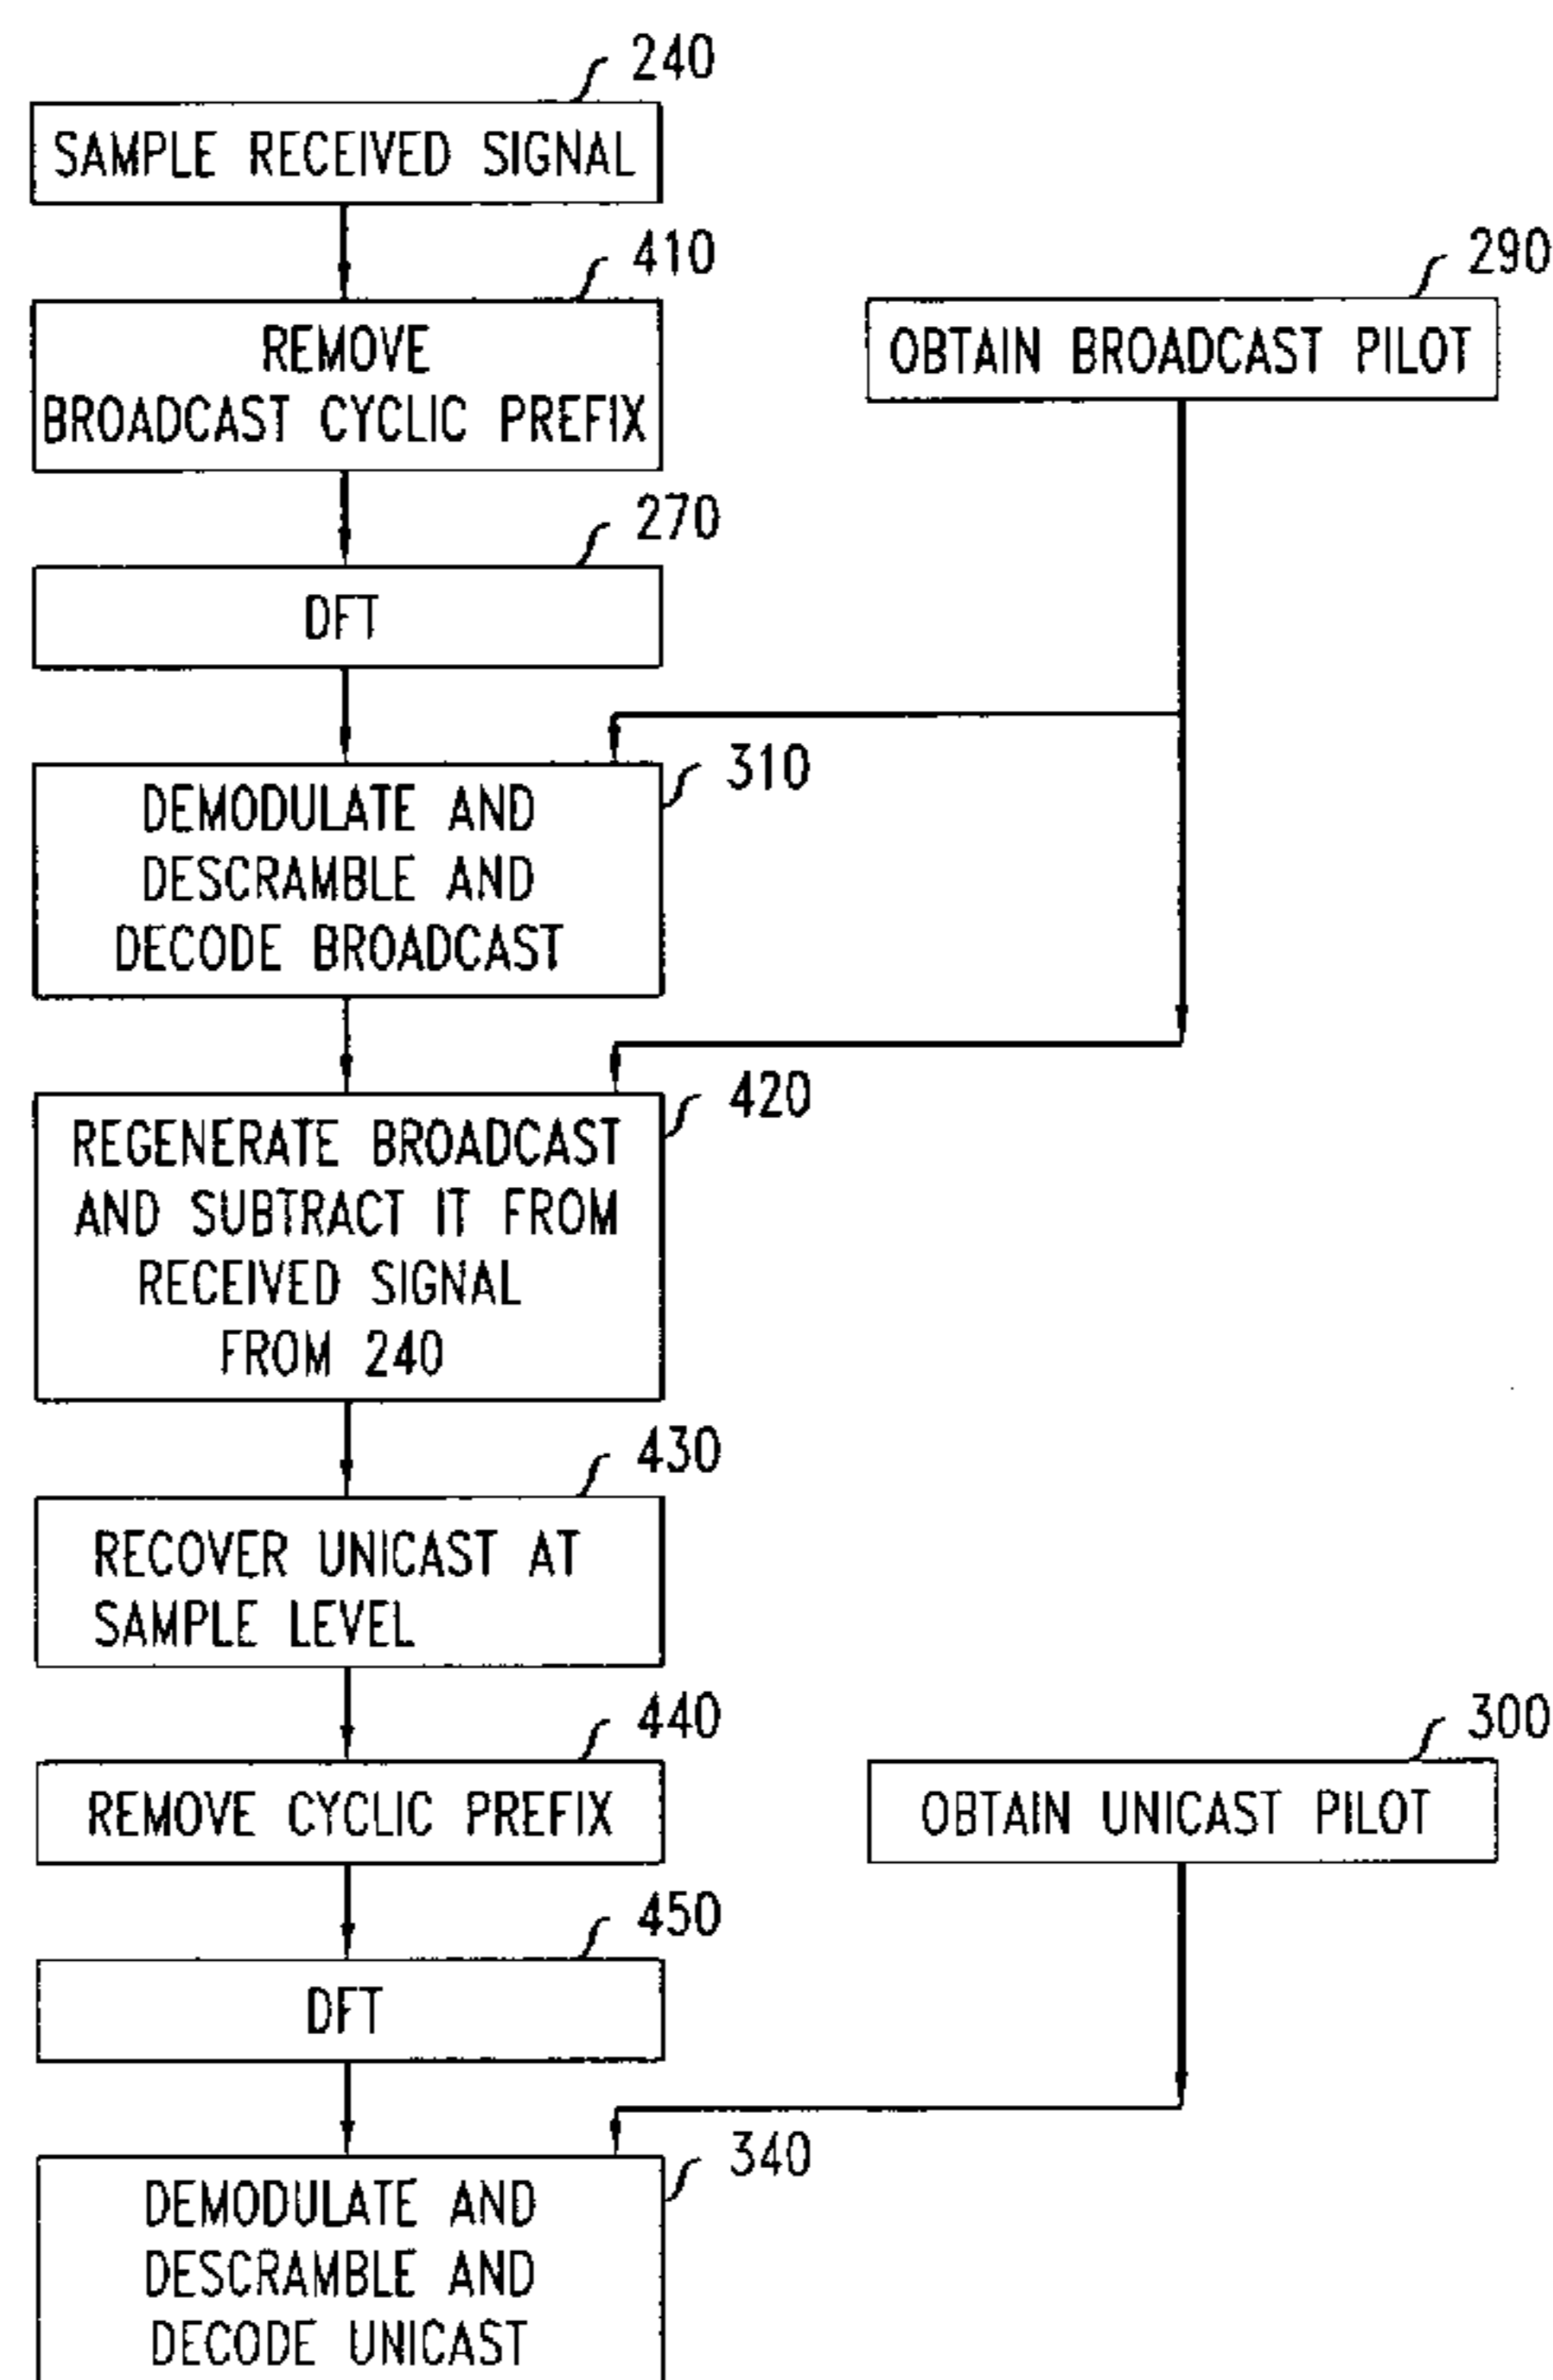 240
SAMPLE RECEIVED SIGNAL
410
REMOVE
BROADCAST CYCLIC PREFIX
290
OBTAIN BROADCAST PILOT
270
DFT
310
DEMODULATE AND
DESCRAMBLE AND
DECODE BROADCAST
420
REGENERATE BROADCAST
AND SUBTRACT IT FROM
RECEIVED SIGNAL
FROM 240
430
RECOVER UNICAST AT
SAMPLE LEVEL
440
REMOVE CYCLIC PREFIX
300
OBTAIN UNICAST PILOT
450
DFT
340
DEMODULATE AND
DESCRAMBLE AND
DECODE UNICAST